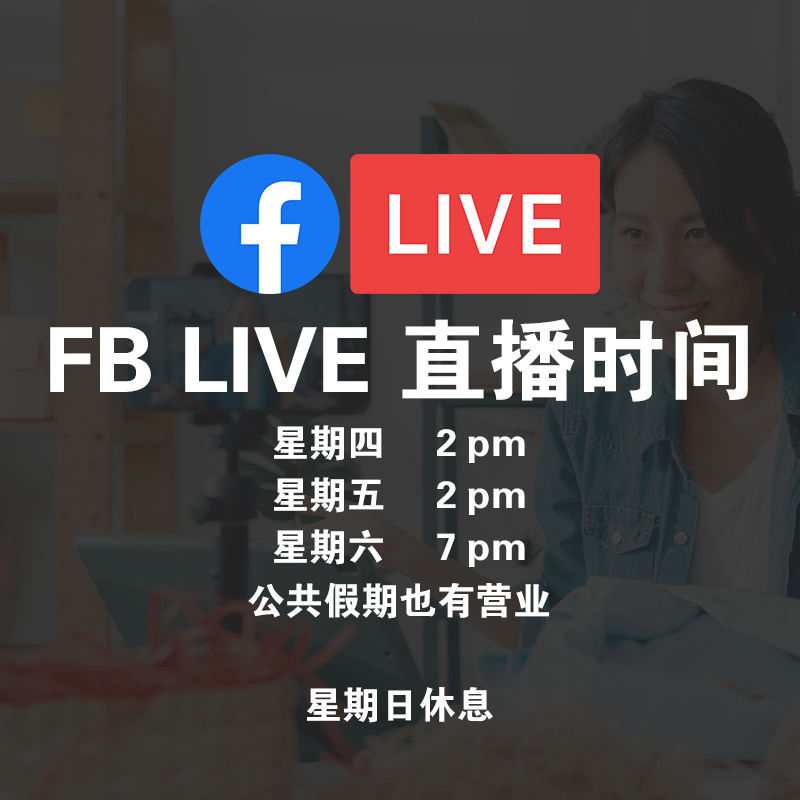 f LIVE
FB LIVE 直播时间
星期四 2 pm
星期五 2 pm
星期六 7 pm
公共假期也有营业
星期日休息